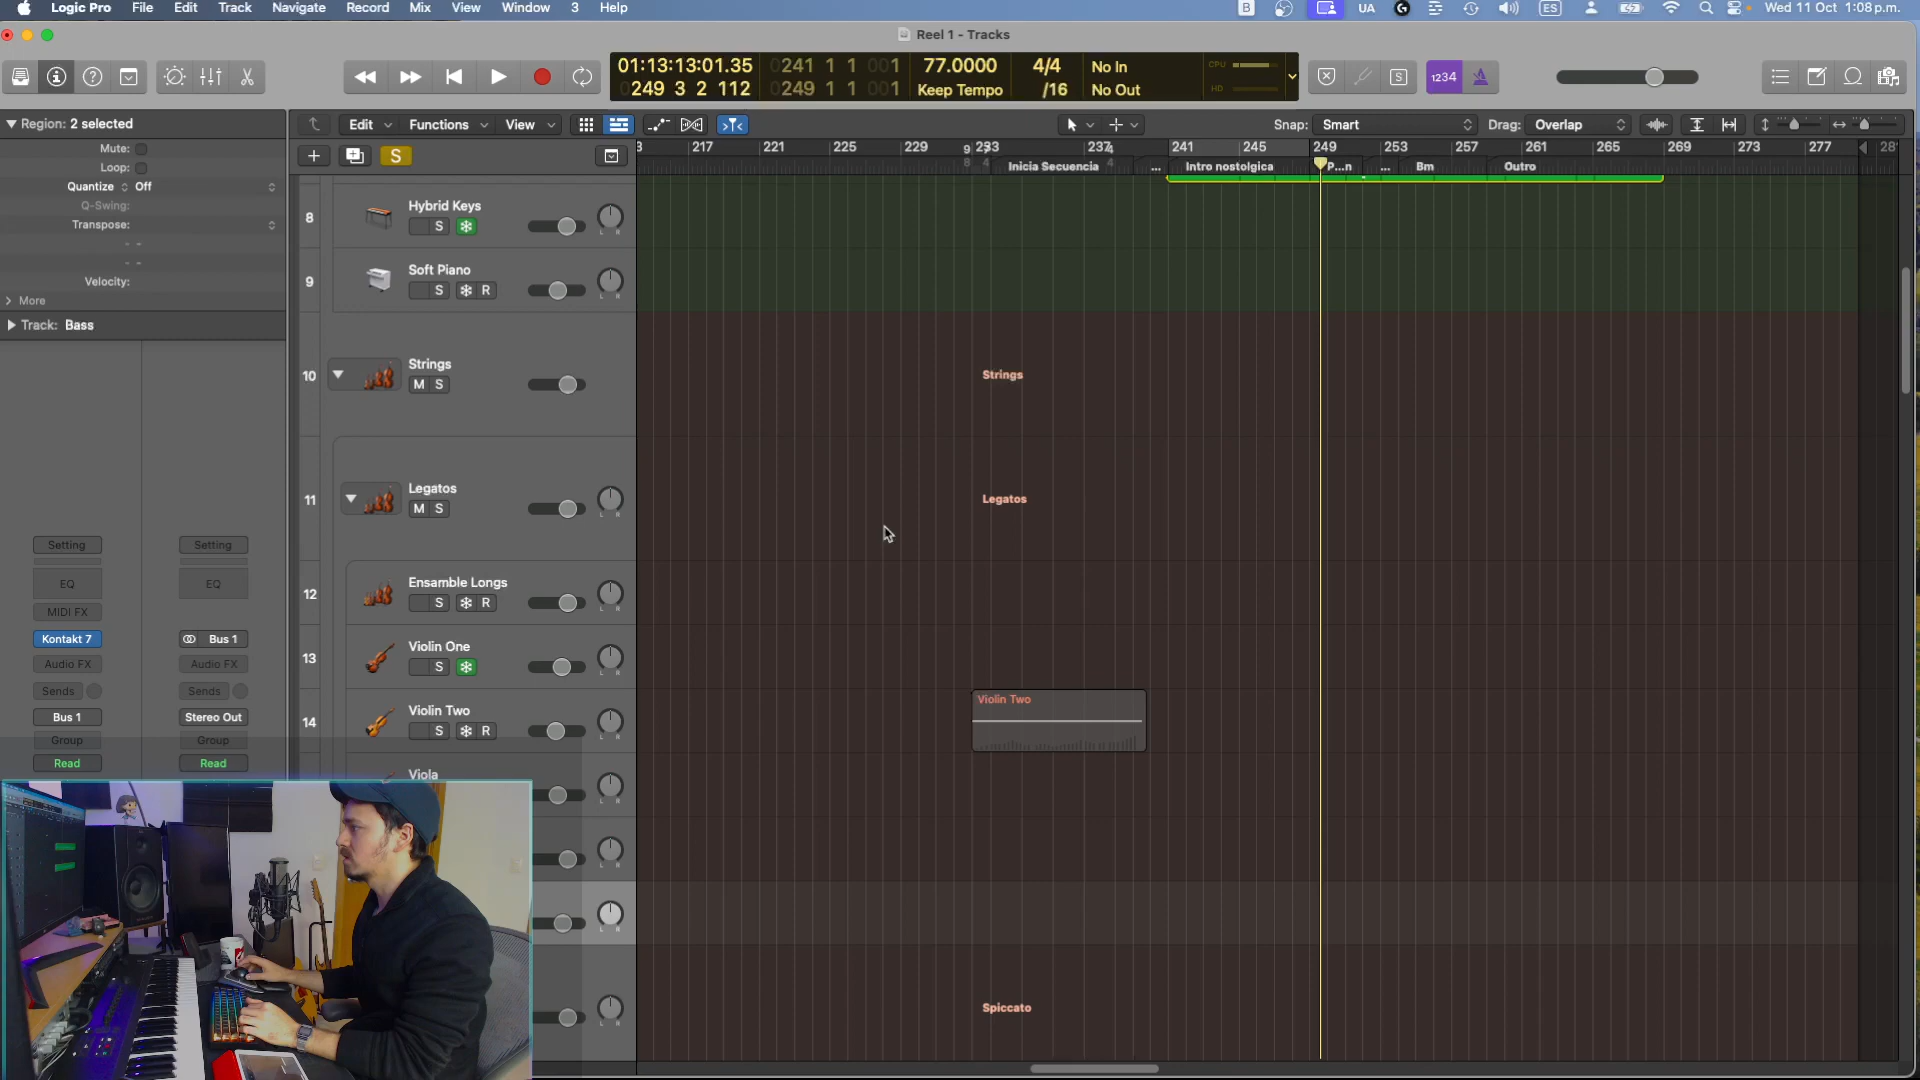 Logic Pro File Edit Track Navigate Record Mix View Window 3 Help
B UA ES Wed 11 Oct 1:08 p.m.
Reel 1 - Tracks
01:13:13:01.35 0241 1 1 001 77.0000 4/4 No In CPU
0249 3 2 112 0249 1 1 001 Keep Tempo /16 No Out HD
1234
S
Region: 2 selected
Mute:
Loop:
Quantize Off
Q-Swing:
Transpose:
Velocity:
More
Track: Bass
Edit Functions View
Snap: Smart Drag: Overlap
S
217 221 225 229 233 237 241 245 249 253 257 261 265 269 273 277
Inicia Secuencia ... Intro nostolgica P...n ... Bm Outro
8 Hybrid Keys
S
L R
9 Soft Piano
S R
L R
10 Strings
M S
Strings
11 Legatos
M S
L R
Legatos
12 Ensamble Longs
S R
L R
13 Violin One
S
L R
14 Violin Two
S R
L R
Violin Two
Viola
L R
L R
L R
L R
Spiccato
Setting Setting
EQ EQ
MIDI FX
Kontakt 7 Bus 1
Audio FX Audio FX
Sends Sends
Bus 1 Stereo Out
Group Group
Read Read